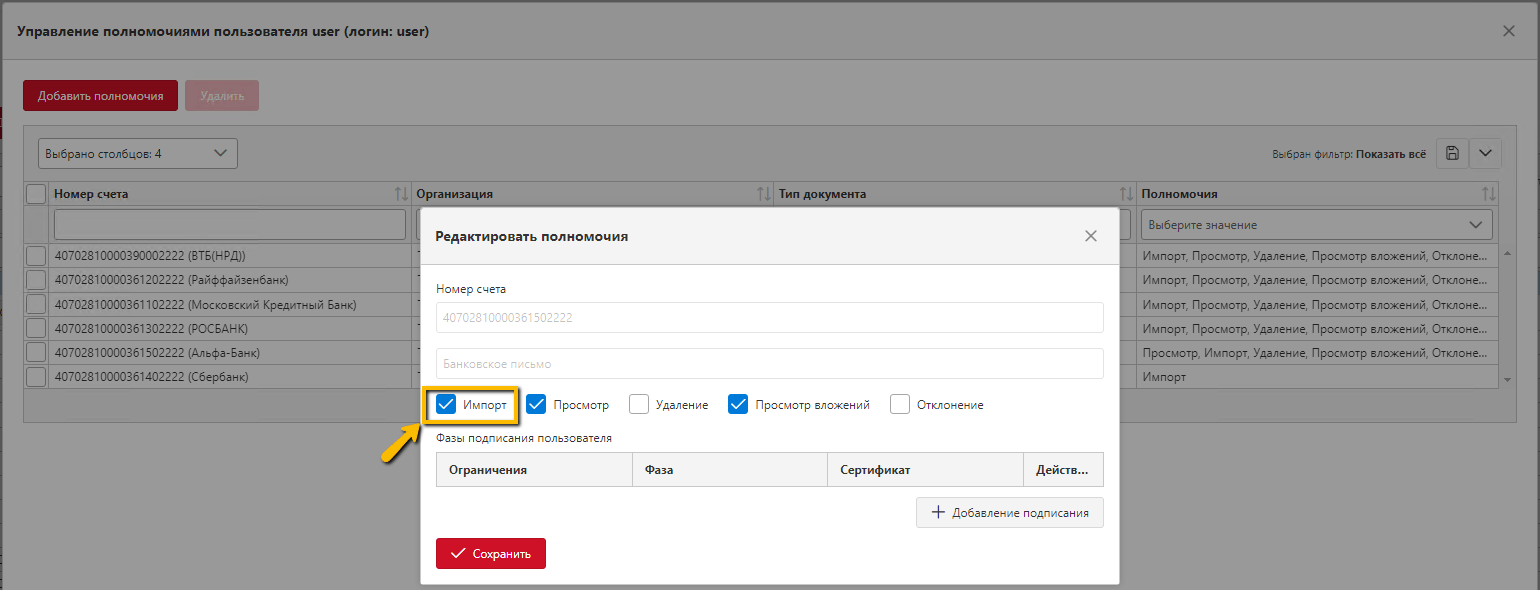 Управление полномочиями пользователя user (логин: user)
Добавить полномочия Удалить
Выбрано столбцов: 4 Выбран фильтр: Показать всё
Номер счета Организация Тип документа Полномочия
Выберите значение
40702810000390002222 (ВТБ(НРД)) Импорт, Просмотр, Удаление, Просмотр вложений, Отклоне...
40702810000361202222 (Райффайзенбанк) Импорт, Просмотр, Удаление, Просмотр вложений, Отклоне...
40702810000361102222 (Московский Кредитный Банк) Импорт, Просмотр, Удаление, Просмотр вложений, Отклоне...
40702810000361302222 (РОСБАНК) Импорт, Просмотр, Удаление, Просмотр вложений, Отклоне...
40702810000361502222 (Альфа-Банк) Просмотр, Импорт, Удаление, Просмотр вложений, Отклоне...
40702810000361402222 (Сбербанк) Импорт
Редактировать полномочия
Номер счета
40702810000361502222
Банковское письмо
Импорт Просмотр Удаление Просмотр вложений Отклонение
Фазы подписания пользователя
Ограничения Фаза Сертификат Действ...
Добавление подписания
Сохранить